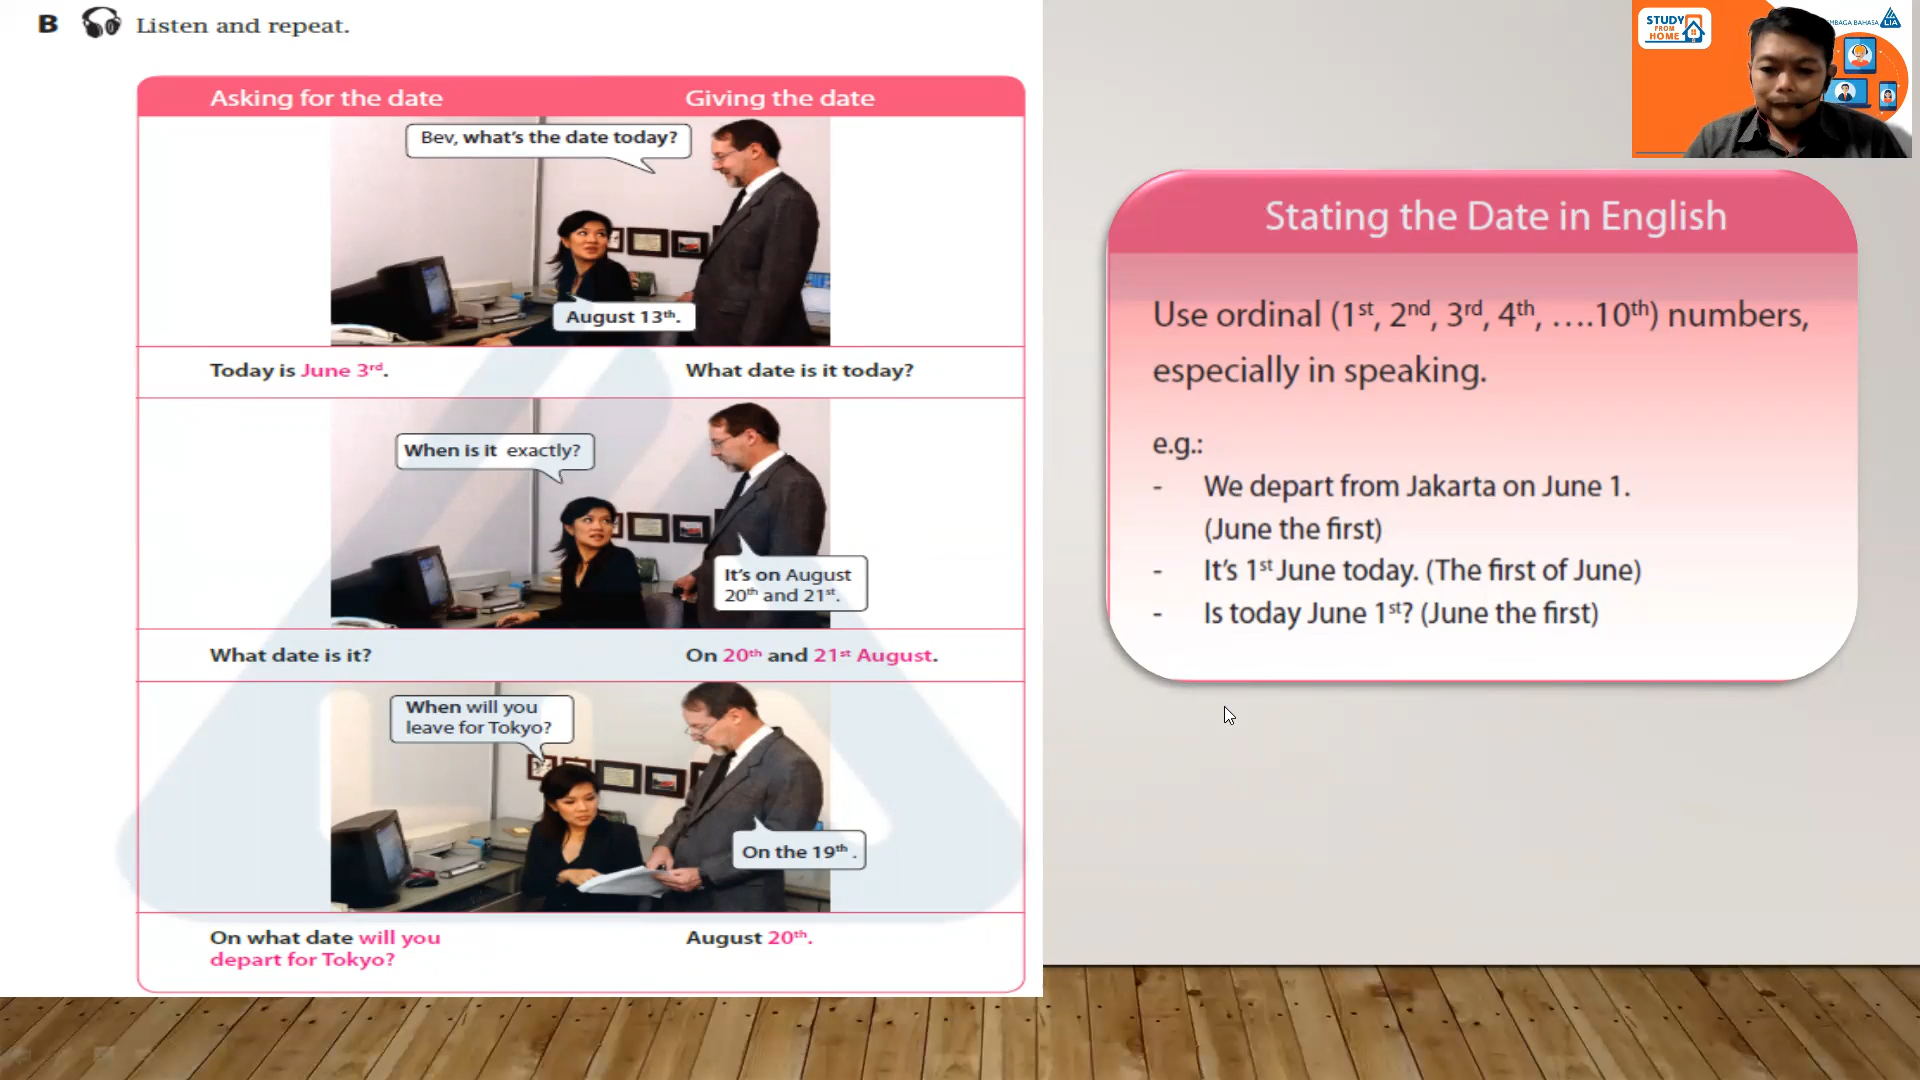 B Listen and repeat.
Asking for the date Giving the date
Bev, what's the date today?
August 13th.
Today is June 3rd. What date is it today?
When is it exactly?
It's on August
20th and 21st.
What date is it? On 20th and 21st August.
When will you
leave for Tokyo?
On the 19th .
On what date will you August 20th.
depart for Tokyo?
STUDY
FROM
HOME
MBAGA BAHASA LIA
Stating the Date in English
Use ordinal (1st, 2nd, 3rd, 4th, ....10th) numbers,
especially in speaking.
e.g.:
- We depart from Jakarta on June 1.
(June the first)
- It's 1st June today. (The first of June)
- Is today June 1st? (June the first)